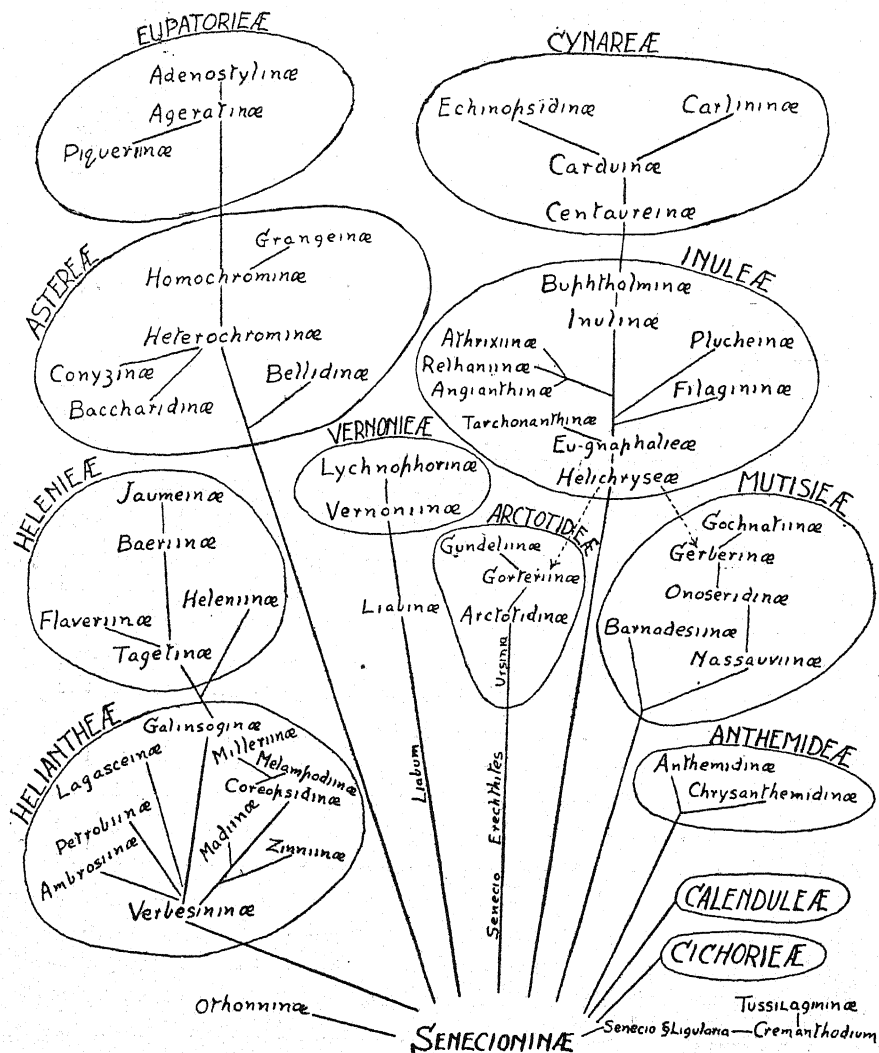 EUPATORIEÆ
Adenostylinæ
Ageratinæ
Piqueriinæ
CYNAREÆ
Echinopsidinæ
Carlininæ
Carduinæ
Centaureinæ
ASTEREÆ
Grangeinæ
Homochrominæ
Heterochrominæ
Conyzinæ
Bellidinæ
Baccharidinæ
INULEÆ
Buphthalminæ
Inulinæ
Athrixiinæ
Plucheinæ
Relhaniinæ
Angianthinæ
Filagininæ
Tarchonanthinæ
Eu-gnaphalieæ
Helichryseæ
VERNONIEÆ
Lychnophorinæ
Vernoniinæ
Liabinæ
Liabum
HELENIEÆ
Jaumeinæ
Baeriinæ
Heleniinæ
Flaveriinæ
Tagetinæ
ARCTOTIDEÆ
Gundeliinæ
Gorteriinæ
Arctotidinæ
Ursinia
Senecio Erechthites
MUTISIEÆ
Gochnatiinæ
Gerberinæ
Onoseridinæ
Barnadesiinæ
Nassauviinæ
HELIANTHEÆ
Galinsoginæ
Milleriinæ
Lagasceinæ
Melampodiinæ
Coreopsidinæ
Petrobiinæ
Madiinæ
Zinniinæ
Ambrosiinæ
Verbesininæ
ANTHEMIDEÆ
Anthemidinæ
Chrysanthemidinæ
CALENDULEÆ
CICHORIEÆ
Othonninæ
Tussilagininæ
Senecio §Ligularia — Cremanthodium
SENECIONINÆ